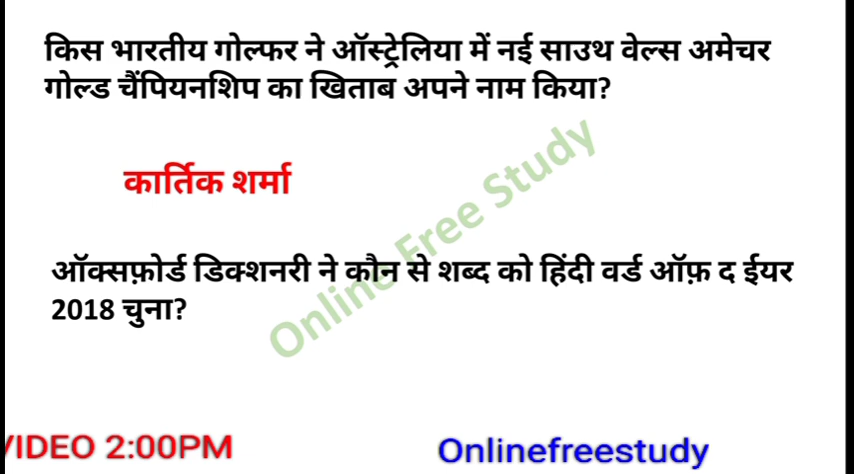 किस भारतीय गोल्फर ने ऑस्ट्रेलिया में नई साउथ वेल्स अमेचर
गोल्ड चैंपियनशिप का खिताब अपने नाम किया?
कार्तिक शर्मा
Online Free Study
ऑक्सफ़ोर्ड डिक्शनरी ने कौन से शब्द को हिंदी वर्ड ऑफ़ द ईयर
2018 चुना?
VIDEO 2:00PM
Onlinefreestudy